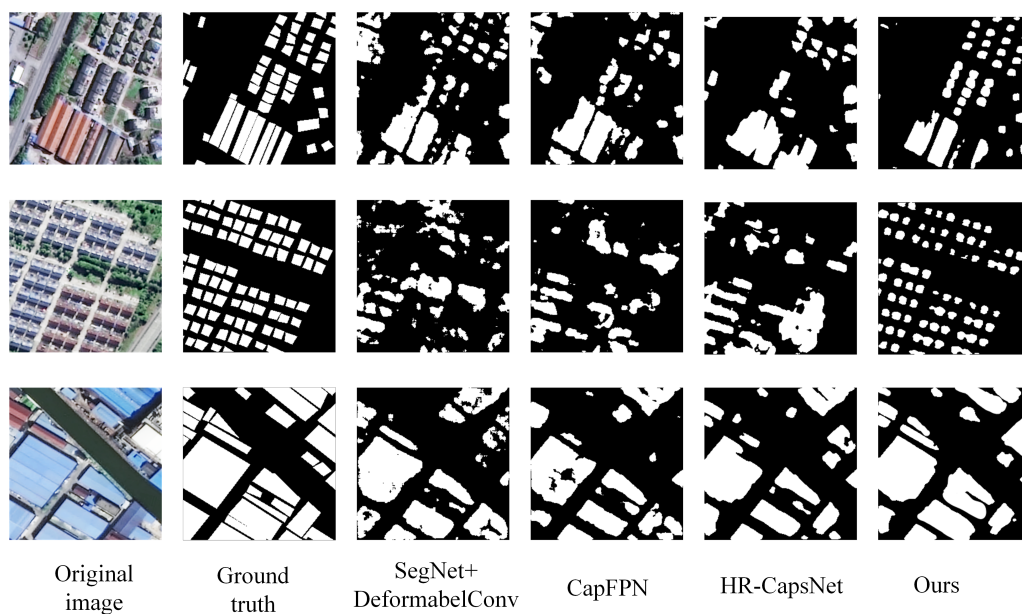 Original
image
Ground
truth
SegNet+
DeformabelConv
CapFPN
HR-CapsNet
Ours